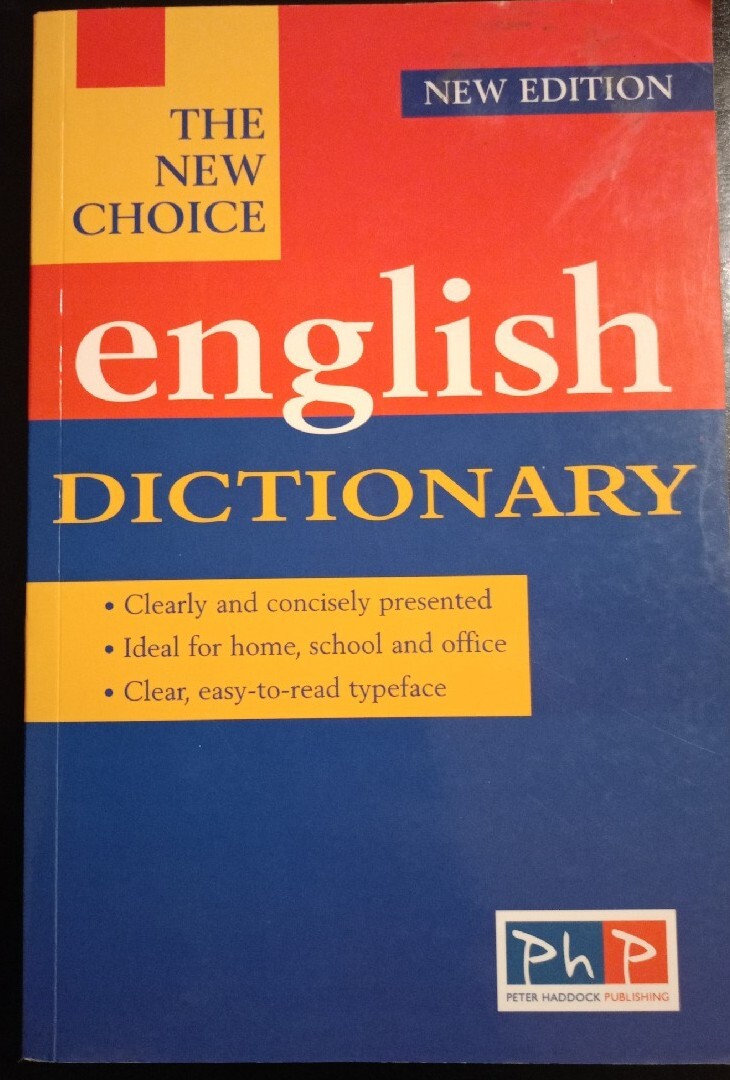 THE
NEW
CHOICE
NEW EDITION
english
DICTIONARY
• Clearly and concisely presented
• Ideal for home, school and office
• Clear, easy-to-read typeface
PhP
PETER HADDOCK PUBLISHING